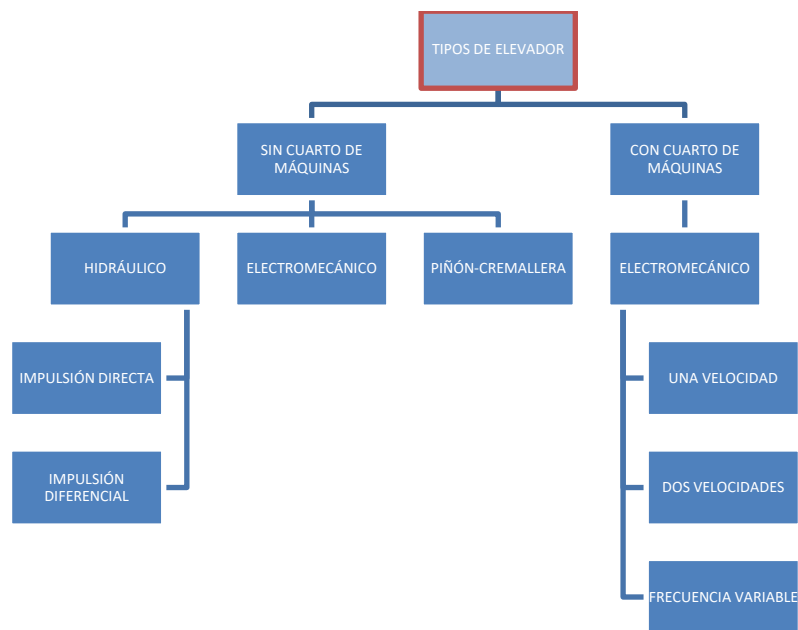 TIPOS DE ELEVADOR
SIN CUARTO DE
MÁQUINAS
CON CUARTO DE
MÁQUINAS
HIDRÁULICO
ELECTROMECÁNICO
PIÑÓN-CREMALLERA
ELECTROMECÁNICO
IMPULSIÓN DIRECTA
UNA VELOCIDAD
IMPULSIÓN
DIFERENCIAL
DOS VELOCIDADES
FRECUENCIA VARIABLE